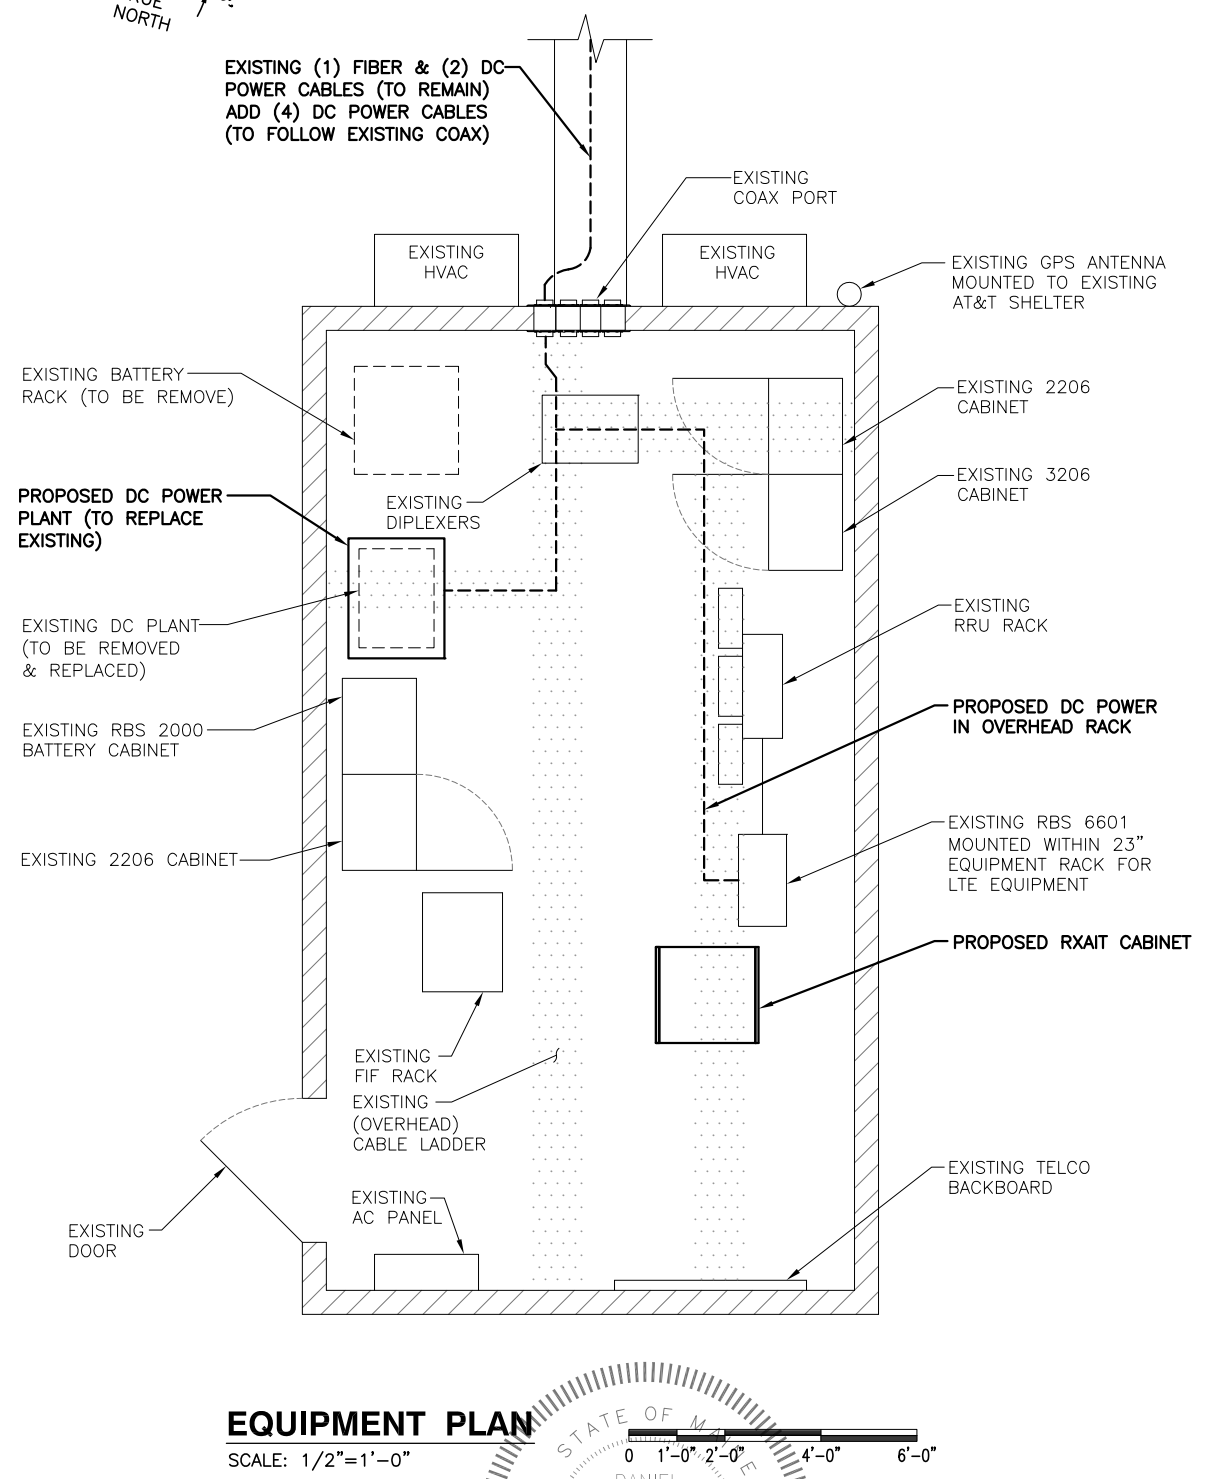 NORTH
EXISTING (1) FIBER & (2) DC
POWER CABLES (TO REMAIN)
ADD (4) DC POWER CABLES
(TO FOLLOW EXISTING COAX)
EXISTING
COAX PORT
EXISTING
HVAC
EXISTING
HVAC
EXISTING GPS ANTENNA
MOUNTED TO EXISTING
AT&T SHELTER
EXISTING BATTERY
RACK (TO BE REMOVE)
EXISTING 2206
CABINET
EXISTING 3206
CABINET
PROPOSED DC POWER
PLANT (TO REPLACE
EXISTING)
EXISTING
DIPLEXERS
EXISTING DC PLANT
(TO BE REMOVED
& REPLACED)
EXISTING
RRU RACK
EXISTING RBS 2000
BATTERY CABINET
PROPOSED DC POWER
IN OVERHEAD RACK
EXISTING 2206 CABINET
EXISTING RBS 6601
MOUNTED WITHIN 23”
EQUIPMENT RACK FOR
LTE EQUIPMENT
PROPOSED RXAIT CABINET
EXISTING
FIF RACK
EXISTING
(OVERHEAD)
CABLE LADDER
EXISTING TELCO
BACKBOARD
EXISTING
AC PANEL
EXISTING
DOOR
EQUIPMENT PLAN
SCALE: 1/2”=1’-0”
STATE OF MAINE
DANIEL
0 1’-0” 2’-0” 4’-0” 6’-0”